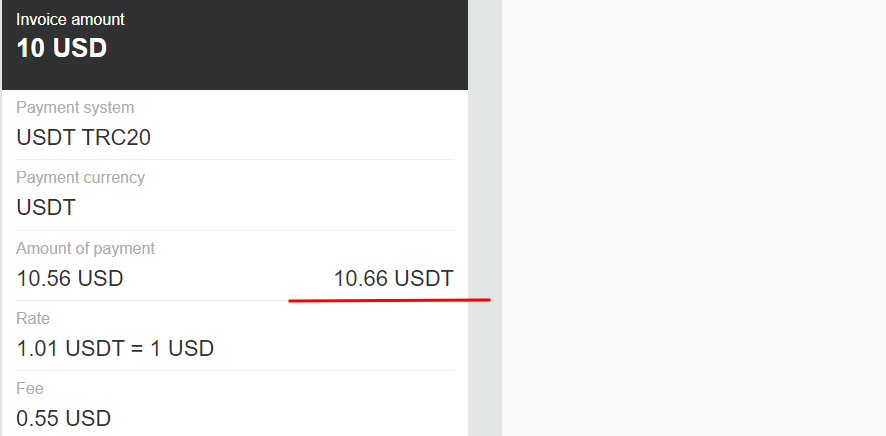 Invoice amount
10 USD
Payment system
USDT TRC20
Payment currency
USDT
Amount of payment
10.56 USD 10.66 USDT
Rate
1.01 USDT = 1 USD
Fee
0.55 USD